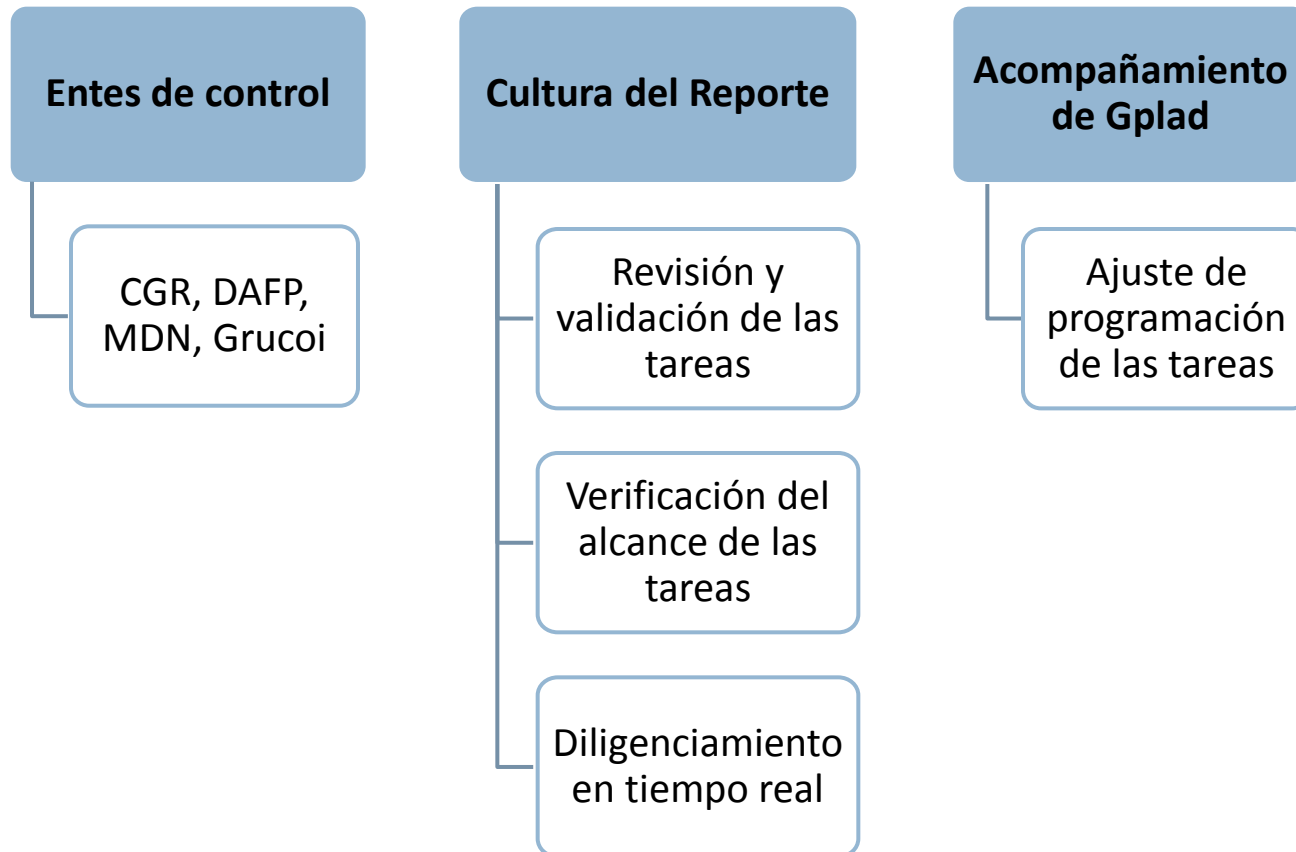 Entes de control
CGR, DAFP,
MDN, Grucoi
Cultura del Reporte
Revisión y
validación de las
tareas
Verificación del
alcance de las
tareas
Diligenciamiento
en tiempo real
Acompañamiento
de Gplad
Ajuste de
programación
de las tareas